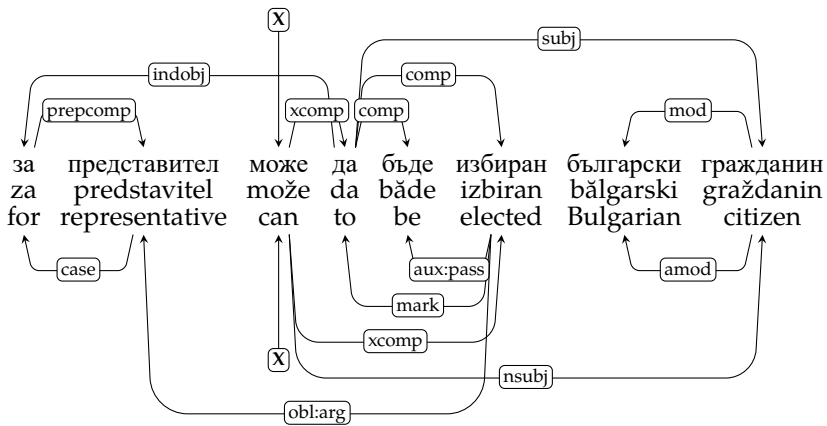 X
subj
indobj comp
prepcomp xcomp comp mod
за представител може да бъде избиран български гражданин
za predstavitel može da băde izbiran bălgarski graždanin
for representative can to be elected Bulgarian citizen
case aux:pass amod
mark
xcomp
X
nsubj
obl:arg